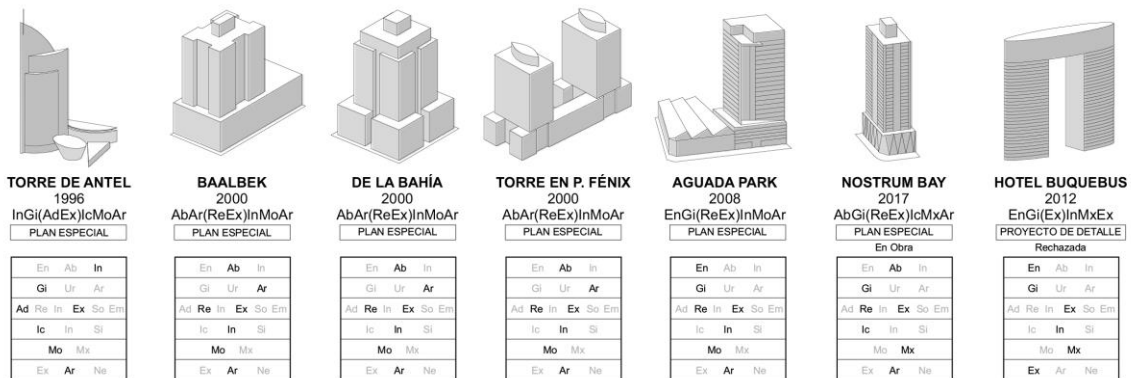 TORRE DE ANTEL
1996
InGi(AdEx)IcMoAr
PLAN ESPECIAL
En Ab In
Gi Ur Ar
Ad Re In Ex So Em
Ic In Si
Mo Mx
Ex Ar Ne
BAALBEK
2000
AbAr(ReEx)InMoAr
PLAN ESPECIAL
En Ab In
Gi Ur Ar
Ad Re In Ex So Em
Ic In Si
Mo Mx
Ex Ar Ne
DE LA BAHÍA
2000
AbAr(ReEx)InMoAr
PLAN ESPECIAL
En Ab In
Gi Ur Ar
Ad Re In Ex So Em
Ic In Si
Mo Mx
Ex Ar Ne
TORRE EN P. FÉNIX
2000
AbAr(ReEx)InMoAr
PLAN ESPECIAL
En Ab In
Gi Ur Ar
Ad Re In Ex So Em
Ic In Si
Mo Mx
Ex Ar Ne
AGUADA PARK
2008
EnGi(ReEx)InMoAr
PLAN ESPECIAL
En Ab In
Gi Ur Ar
Ad Re In Ex So Em
Ic In Si
Mo Mx
Ex Ar Ne
NOSTRUM BAY
2017
AbGi(ReEx)IcMxAr
PLAN ESPECIAL
En Obra
En Ab In
Gi Ur Ar
Ad Re In Ex So Em
Ic In Si
Mo Mx
Ex Ar Ne
HOTEL BUQUEBUS
2012
EnGi(Ex)InMxEx
PROYECTO DE DETALLE
Rechazada
En Ab In
Gi Ur Ar
Ad Re In Ex So Em
Ic In Si
Mo Mx
Ex Ar Ne